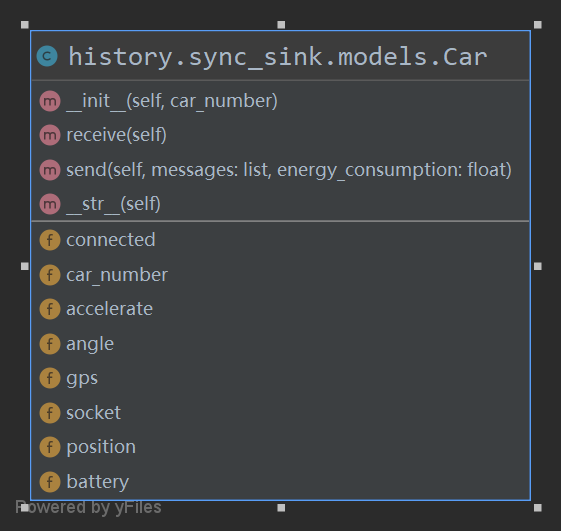 c history.sync_sink.models.Car
m __init__(self, car_number)
m receive(self)
m send(self, messages: list, energy_consumption: float)
m __str__(self)
f connected
f car_number
f accelerate
f angle
f gps
f socket
f position
f battery
Powered by yFiles